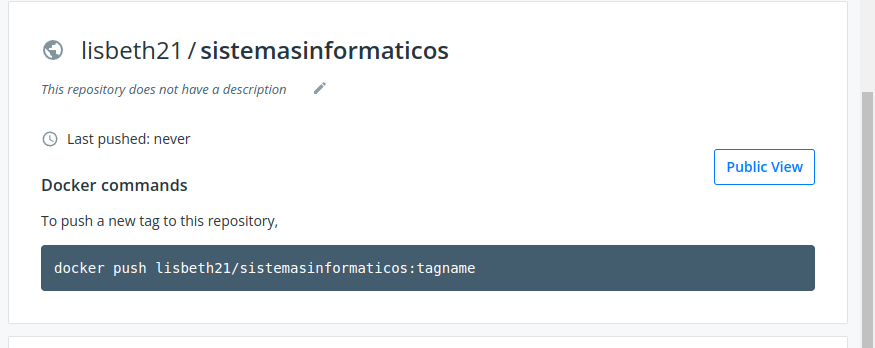 lisbeth21 / sistemasinformaticos
This repository does not have a description
Last pushed: never
Public View
Docker commands
To push a new tag to this repository,
docker push lisbeth21/sistemasinformaticos:tagname